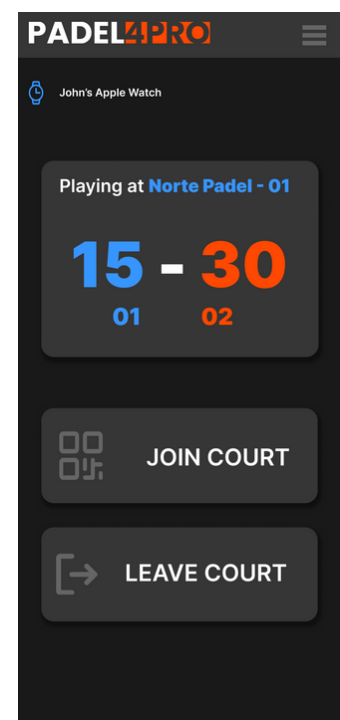 PADEL4PRO
John's Apple Watch
Playing at Norte Padel - 01
15 - 30
01 02
JOIN COURT
LEAVE COURT